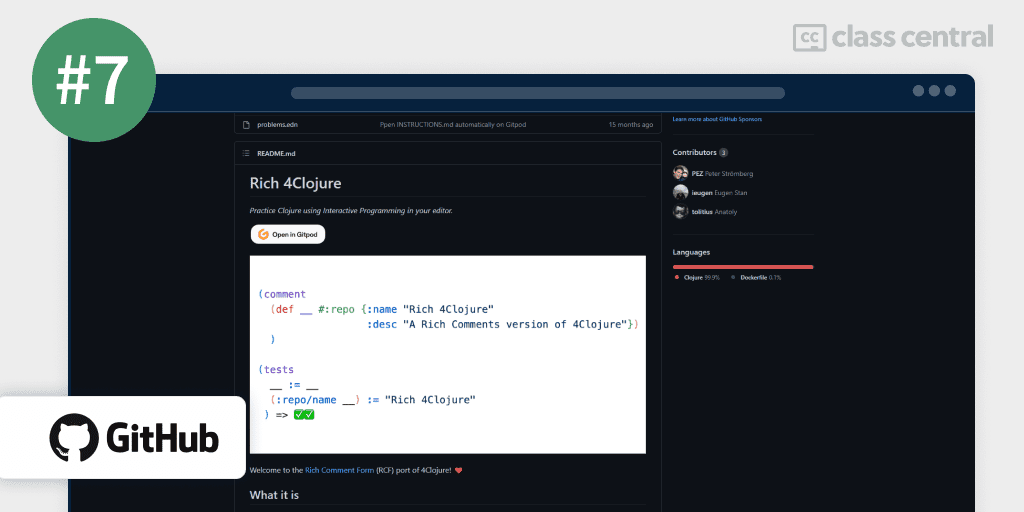 #7
cc class central
problems.edn Ppen INSTRUCTIONS.md automatically on Gitpod 15 months ago
README.md
Rich 4Clojure
Practice Clojure using Interactive Programming in your editor.
Open in Gitpod
(comment
(def __ #:repo {:name "Rich 4Clojure"
:desc "A Rich Comments version of 4Clojure"})
)
(tests
__ := __
(:repo/name __) := "Rich 4Clojure"
) => ✅✅
Welcome to the Rich Comment Form (RCF) port of 4Clojure! ❤️
What it is
Learn more about GitHub Sponsors
Contributors 3
PEZ Peter Strömberg
ieugen Eugen Stan
tolitius Anatoly
Languages
Clojure 99.9% Dockerfile 0.1%
GitHub